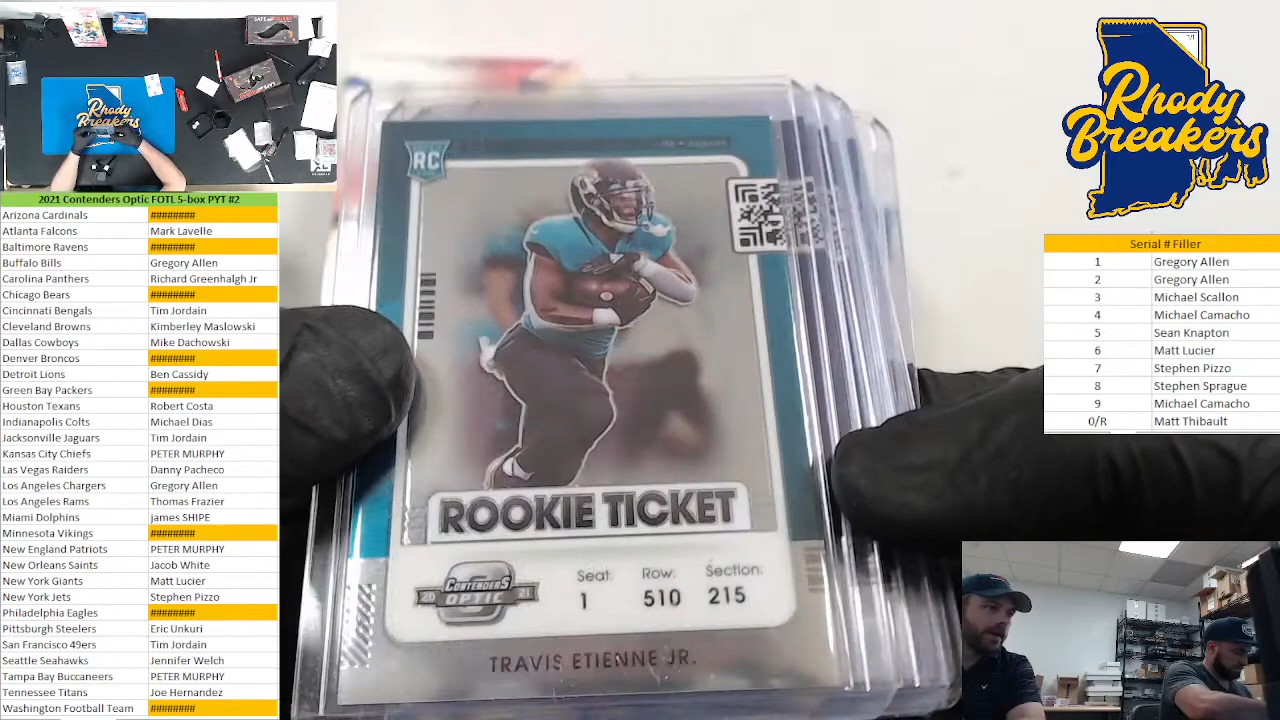 SAFE GUARD
Rhody
Breakers
2021 Contenders Optic FOTL 5-box PYT #2
Arizona Cardinals ########
Atlanta Falcons Mark Lavelle
Baltimore Ravens ########
Buffalo Bills Gregory Allen
Carolina Panthers Richard Greenhalgh Jr
Chicago Bears ########
Cincinnati Bengals Tim Jordain
Cleveland Browns Kimberley Maslowski
Dallas Cowboys Mike Dachowski
Denver Broncos ########
Detroit Lions Ben Cassidy
Green Bay Packers ########
Houston Texans Robert Costa
Indianapolis Colts Michael Dias
Jacksonville Jaguars Tim Jordain
Kansas City Chiefs PETER MURPHY
Las Vegas Raiders Danny Pacheco
Los Angeles Chargers Gregory Allen
Los Angeles Rams Thomas Frazier
Miami Dolphins james SHIPE
Minnesota Vikings ########
New England Patriots PETER MURPHY
New Orleans Saints Jacob White
New York Giants Matt Lucier
New York Jets Stephen Pizzo
Philadelphia Eagles ########
Pittsburgh Steelers Eric Unkuri
San Francisco 49ers Tim Jordain
Seattle Seahawks Jennifer Welch
Tampa Bay Buccaneers PETER MURPHY
Tennessee Titans Joe Hernandez
Washington Football Team ########
RC
ROOKIE TICKET
20 CONTENDERS 21
OPTIC
Seat: Row: Section:
1 510 215
TRAVIS ETIENNE JR.
1/1
Rhody
Breakers
Serial # Filler
1 Gregory Allen
2 Gregory Allen
3 Michael Scallon
4 Michael Camacho
5 Sean Knapton
6 Matt Lucier
7 Stephen Pizzo
8 Stephen Sprague
9 Michael Camacho
0/R Matt Thibault